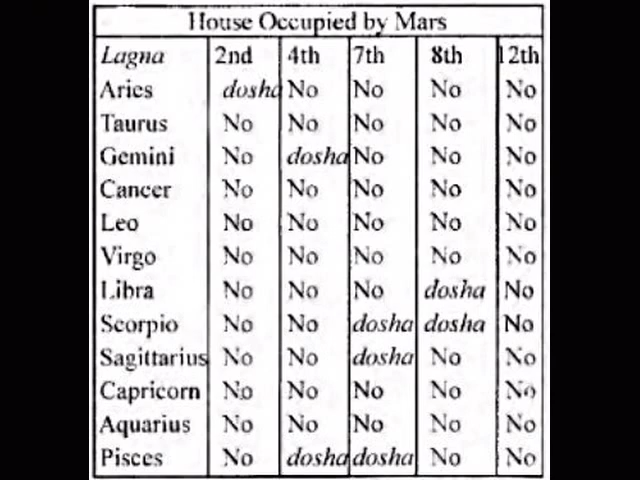 House Occupied by Mars
Lagna 2nd 4th 7th 8th 12th
Aries dosha No No No No
Taurus No No No No No
Gemini No dosha No No No
Cancer No No No No No
Leo No No No No No
Virgo No No No No No
Libra No No No dosha No
Scorpio No No dosha dosha No
Sagittarius No No dosha No No
Capricorn No No No No No
Aquarius No No No No No
Pisces No dosha dosha No No